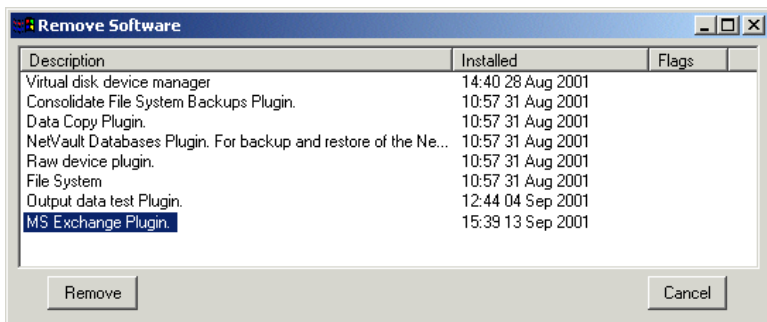 Remove Software
Description Installed Flags
Virtual disk device manager 14:40 28 Aug 2001
Consolidate File System Backups Plugin. 10:57 31 Aug 2001
Data Copy Plugin. 10:57 31 Aug 2001
NetVault Databases Plugin. For backup and restore of the Ne... 10:57 31 Aug 2001
Raw device plugin. 10:57 31 Aug 2001
File System 10:57 31 Aug 2001
Output data test Plugin. 12:44 04 Sep 2001
MS Exchange Plugin. 15:39 13 Sep 2001
Remove Cancel